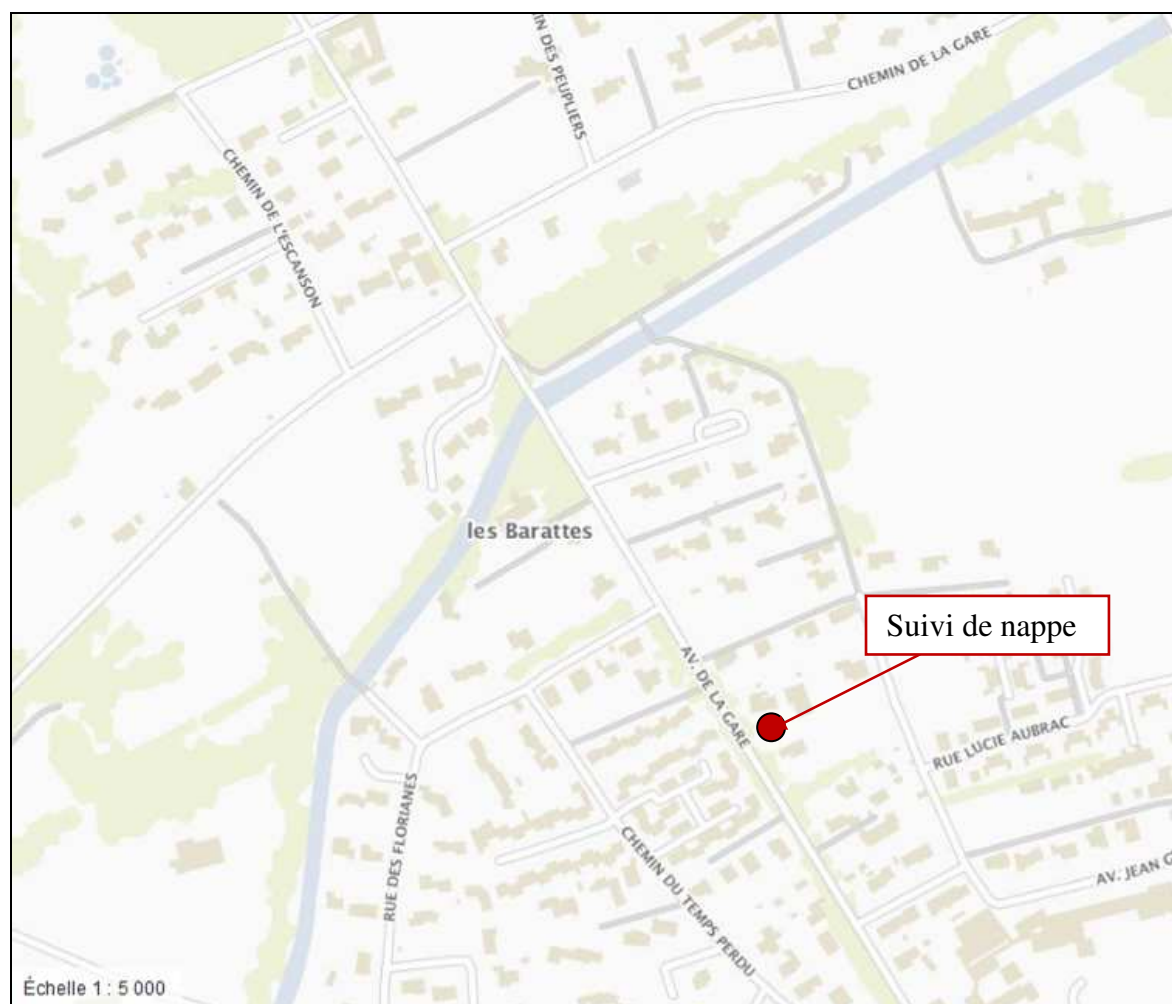 IN DES PEUPLIERS
CHEMIN DE LA GARE
CHEMIN DE L'ESCANSON
les Barattes
Suivi de nappe
AV. DE LA GARE
RUE LUCIE AUBRAC
RUE DES FLORIANES
CHEMIN DU TEMPS PERDU
AV. JEAN G
Échelle 1 : 5 000